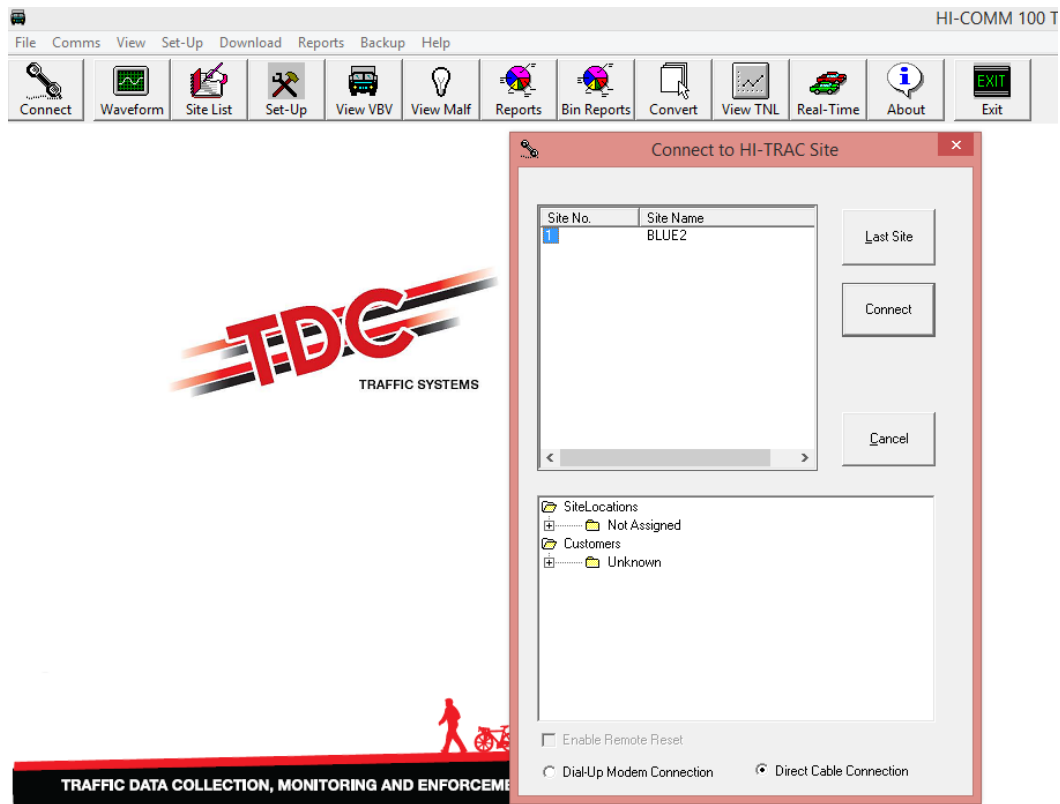 HI-COMM 100 T
File Comms View Set-Up Download Reports Backup Help
Connect Waveform Site List Set-Up View VBV View Malf Reports Bin Reports Convert View TNL Real-Time About EXIT Exit
Connect to HI-TRAC Site
Site No. Site Name
1 BLUE2
Last Site
Connect
Cancel
TDC
TRAFFIC SYSTEMS
SiteLocations
Not Assigned
Customers
Unknown
Enable Remote Reset
Dial-Up Modem Connection Direct Cable Connection
TRAFFIC DATA COLLECTION, MONITORING AND ENFORCEME